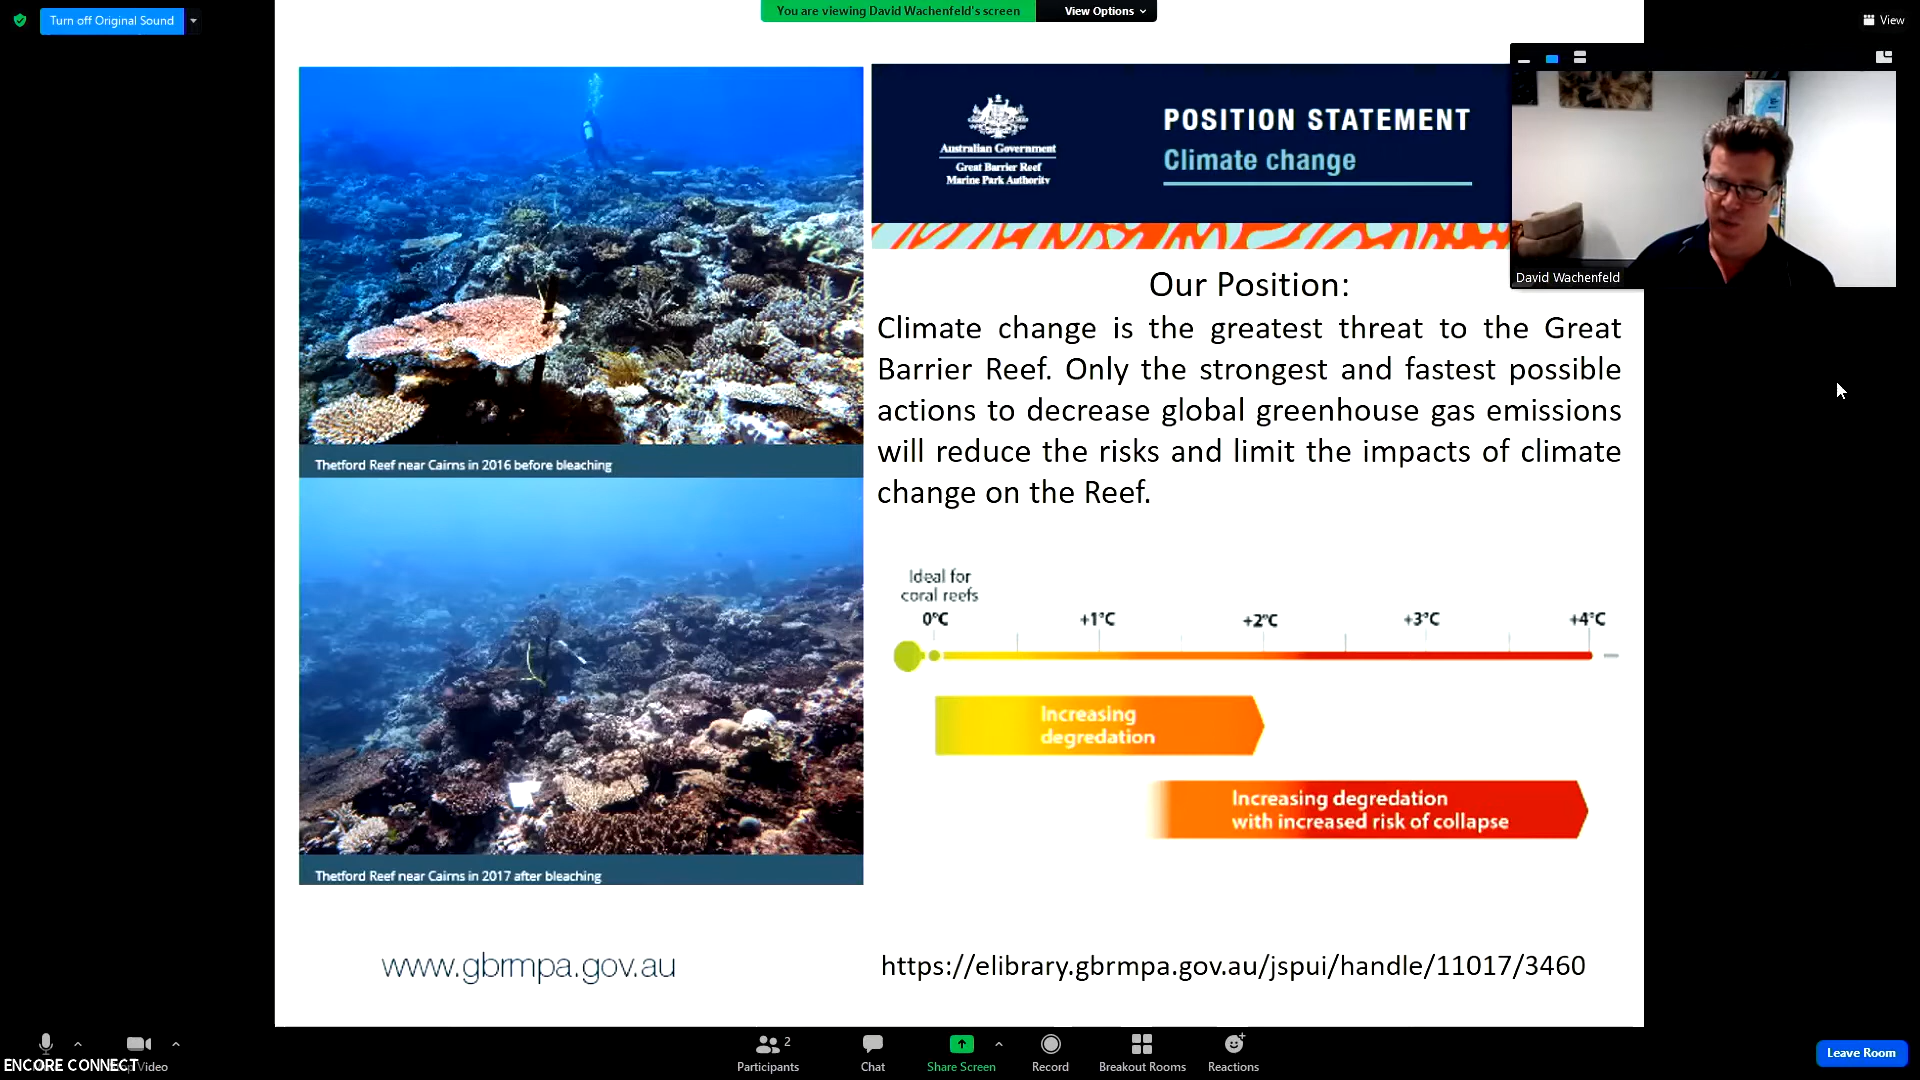 Turn off Original Sound
You are viewing David Wachenfeld's screen
View Options
View
Australian Government
Great Barrier Reef
Marine Park Authority
POSITION STATEMENT
Climate change
David Wachenfeld
Our Position:
Climate change is the greatest threat to the Great
Barrier Reef. Only the strongest and fastest possible
actions to decrease global greenhouse gas emissions
will reduce the risks and limit the impacts of climate
change on the Reef.
Thetford Reef near Cairns in 2016 before bleaching
Ideal for
coral reefs
0°C +1°C +2°C +3°C +4°C
Increasing
degredation
Increasing degredation
with increased risk of collapse
Thetford Reef near Cairns in 2017 after bleaching
www.gbrmpa.gov.au
https://elibrary.gbrmpa.gov.au/jspui/handle/11017/3460
2
ENCORE CONNECT
Video
Participants
Chat
Share Screen
Record
Breakout Rooms
Reactions
Leave Room